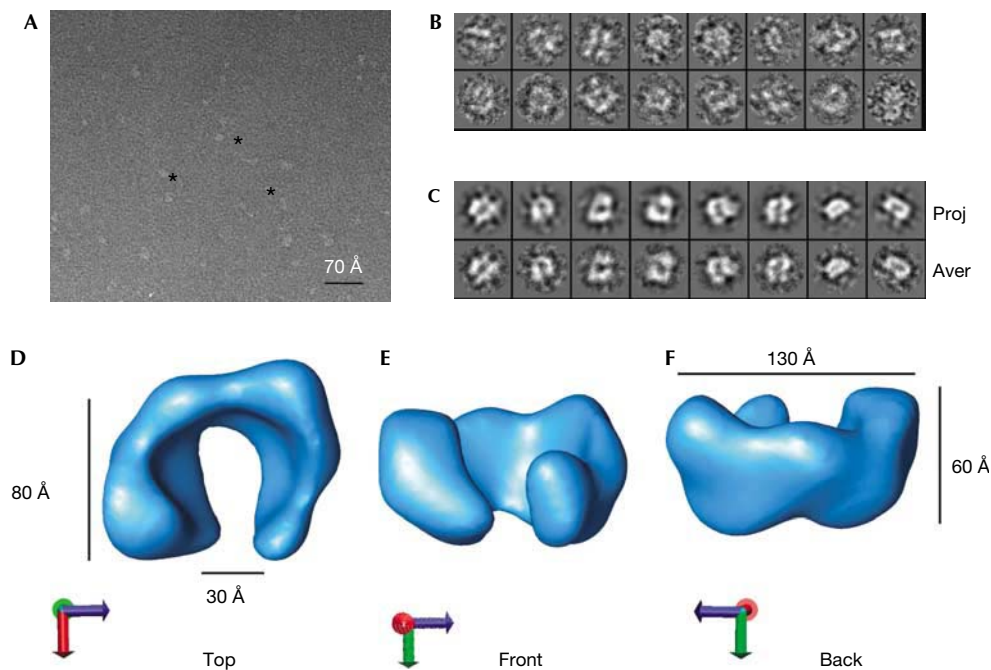 A
* * *
70 Å
B
C
Proj
Aver
D
80 Å
30 Å
Top
E
Front
F
130 Å
60 Å
Back